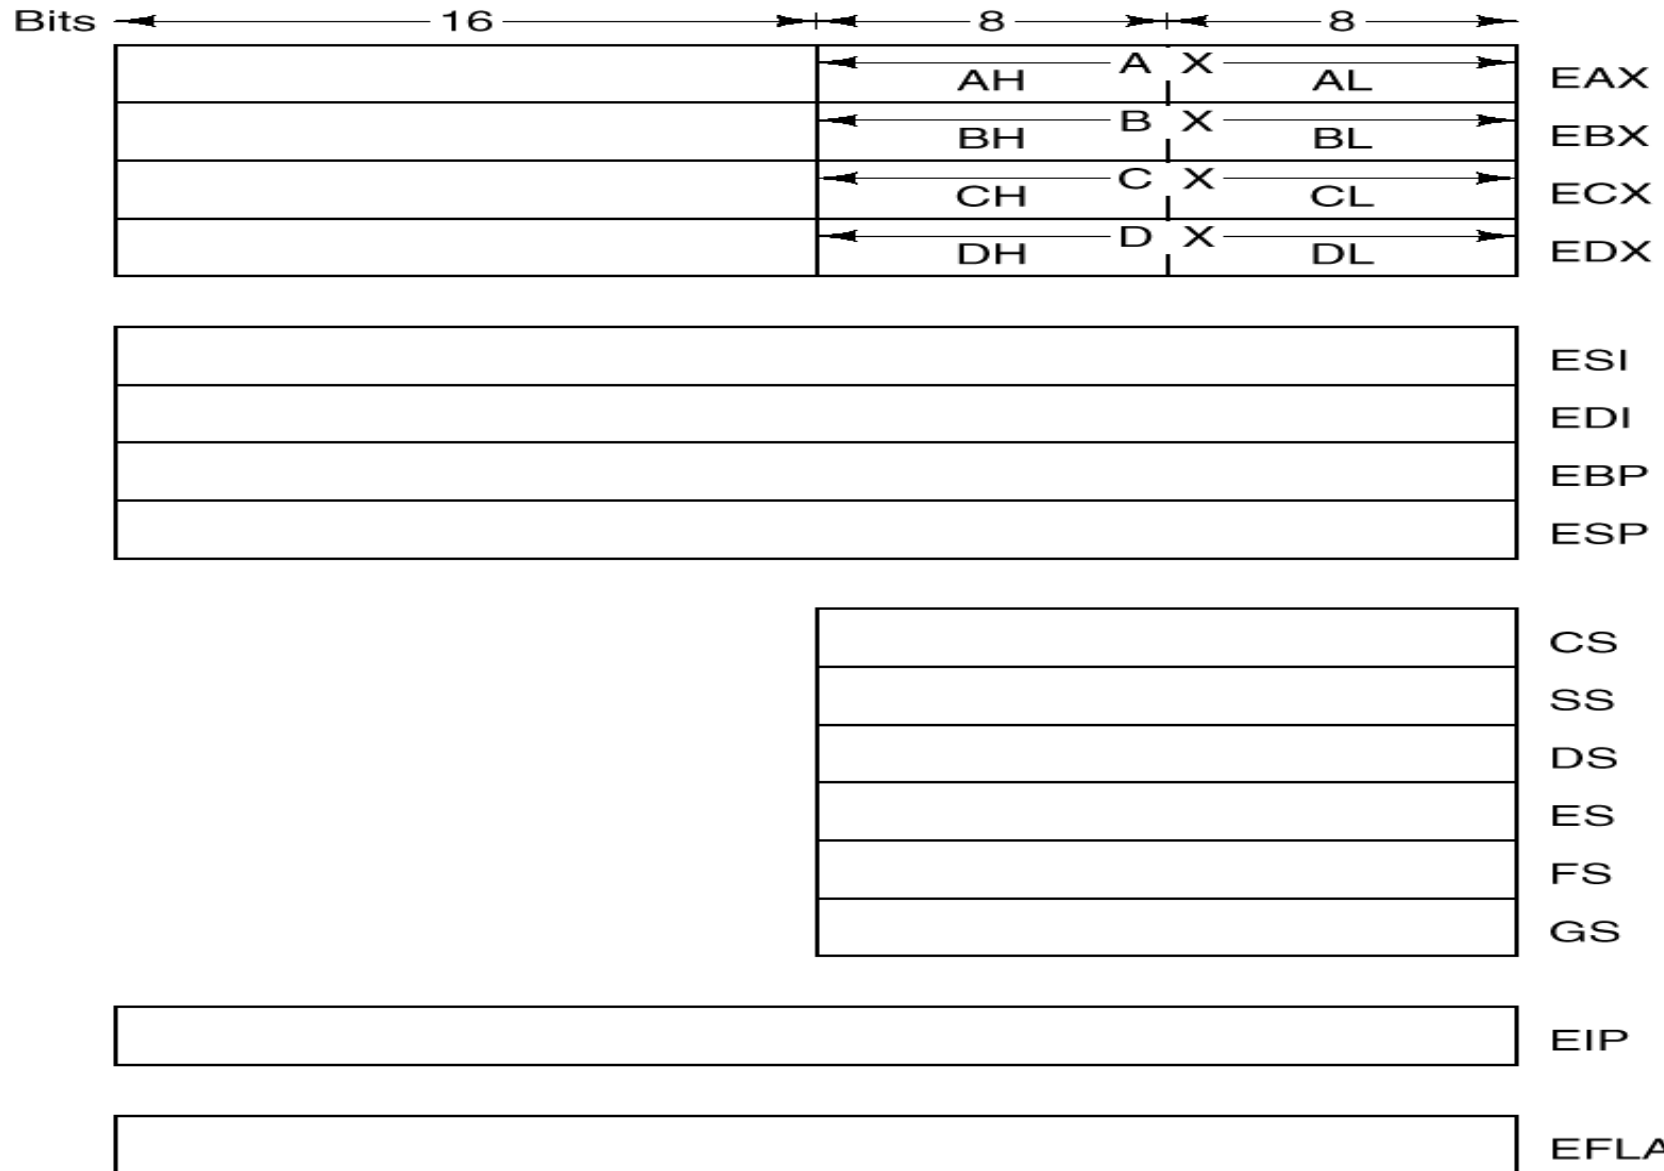 Bits 16 8 8
A X
AH AL EAX
B X
BH BL EBX
C X
CH CL ECX
D X
DH DL EDX
ESI
EDI
EBP
ESP
CS
SS
DS
ES
FS
GS
EIP
EFLA